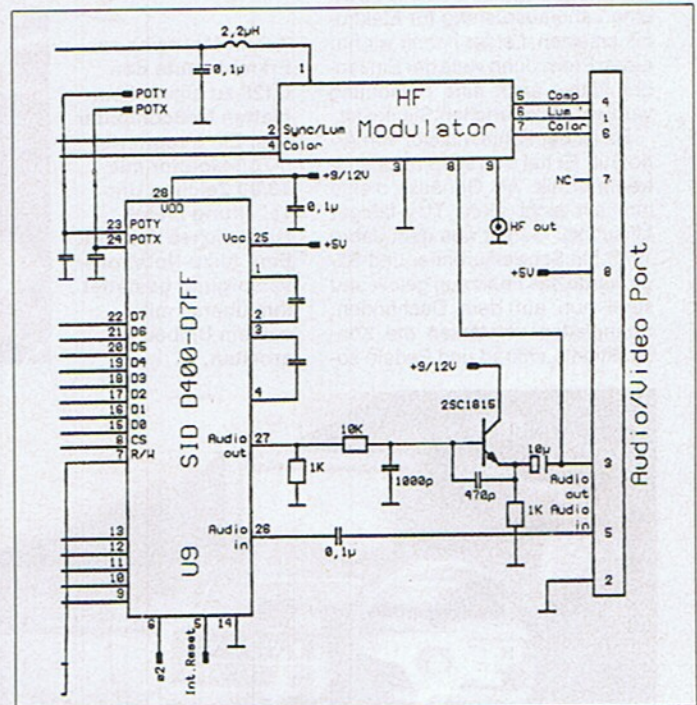 2,2µH
0,1µ
1
POTY
POTX
HF
Modulator
2 Sync/Lum
4 Color
8 Comp
6 Lum
7 Color
4
1
6
3
8
9
NC
7
HF out
+9/12V
0,1µ
28
VDD
23 POTY
24 POTX
Vcc 25
+5V
1
2
3
4
22 D7
21 D6
20 D5
19 D4
18 D3
17 D2
16 D1
15 D0
8 CS
7 R/W
SID D400-D7FF
U9
Audio out 27
Audio in 26
13
12
11
10
9
6
5
14
ø2
Int.Reset
10K
1K
1000p
+9/12V
2SC1815
470p
10µ
1K
0,1µ
+5V
8
3
Audio out
Audio in
5
2
Audio/Video Port